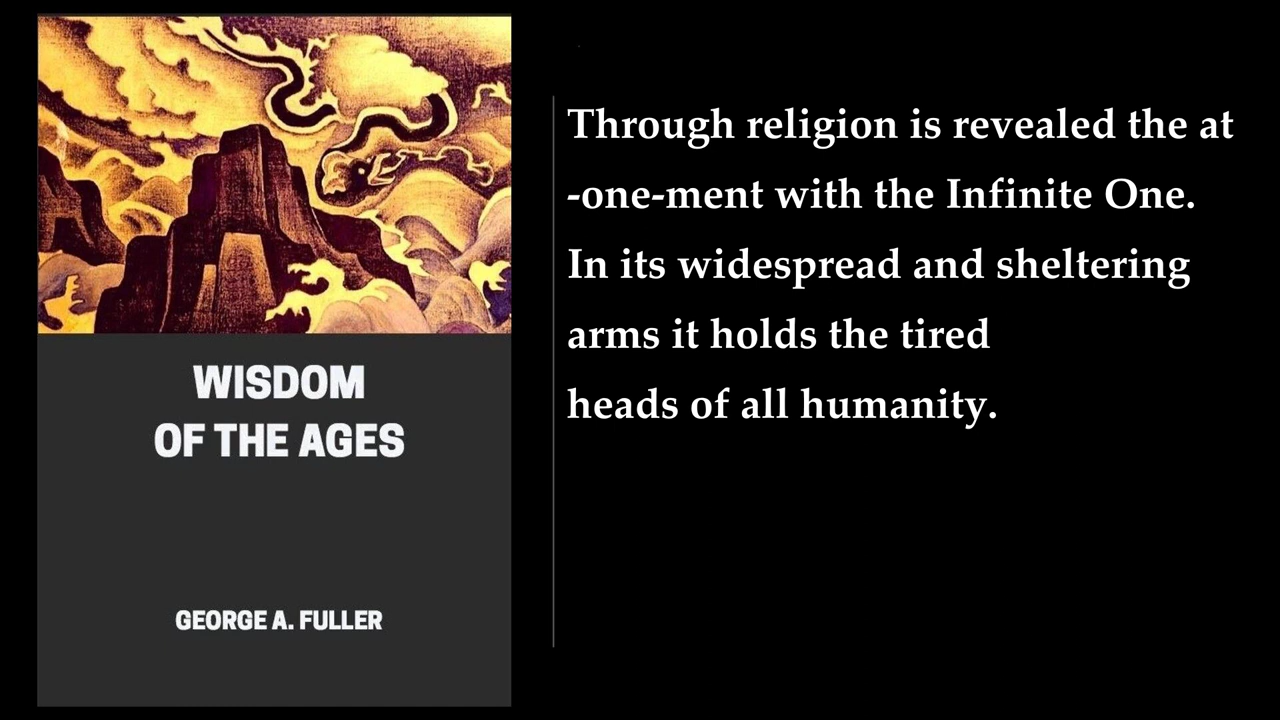 WISDOM
OF THE AGES
GEORGE A. FULLER
Through religion is revealed the at
-one-ment with the Infinite One.
In its widespread and sheltering
arms it holds the tired
heads of all humanity.